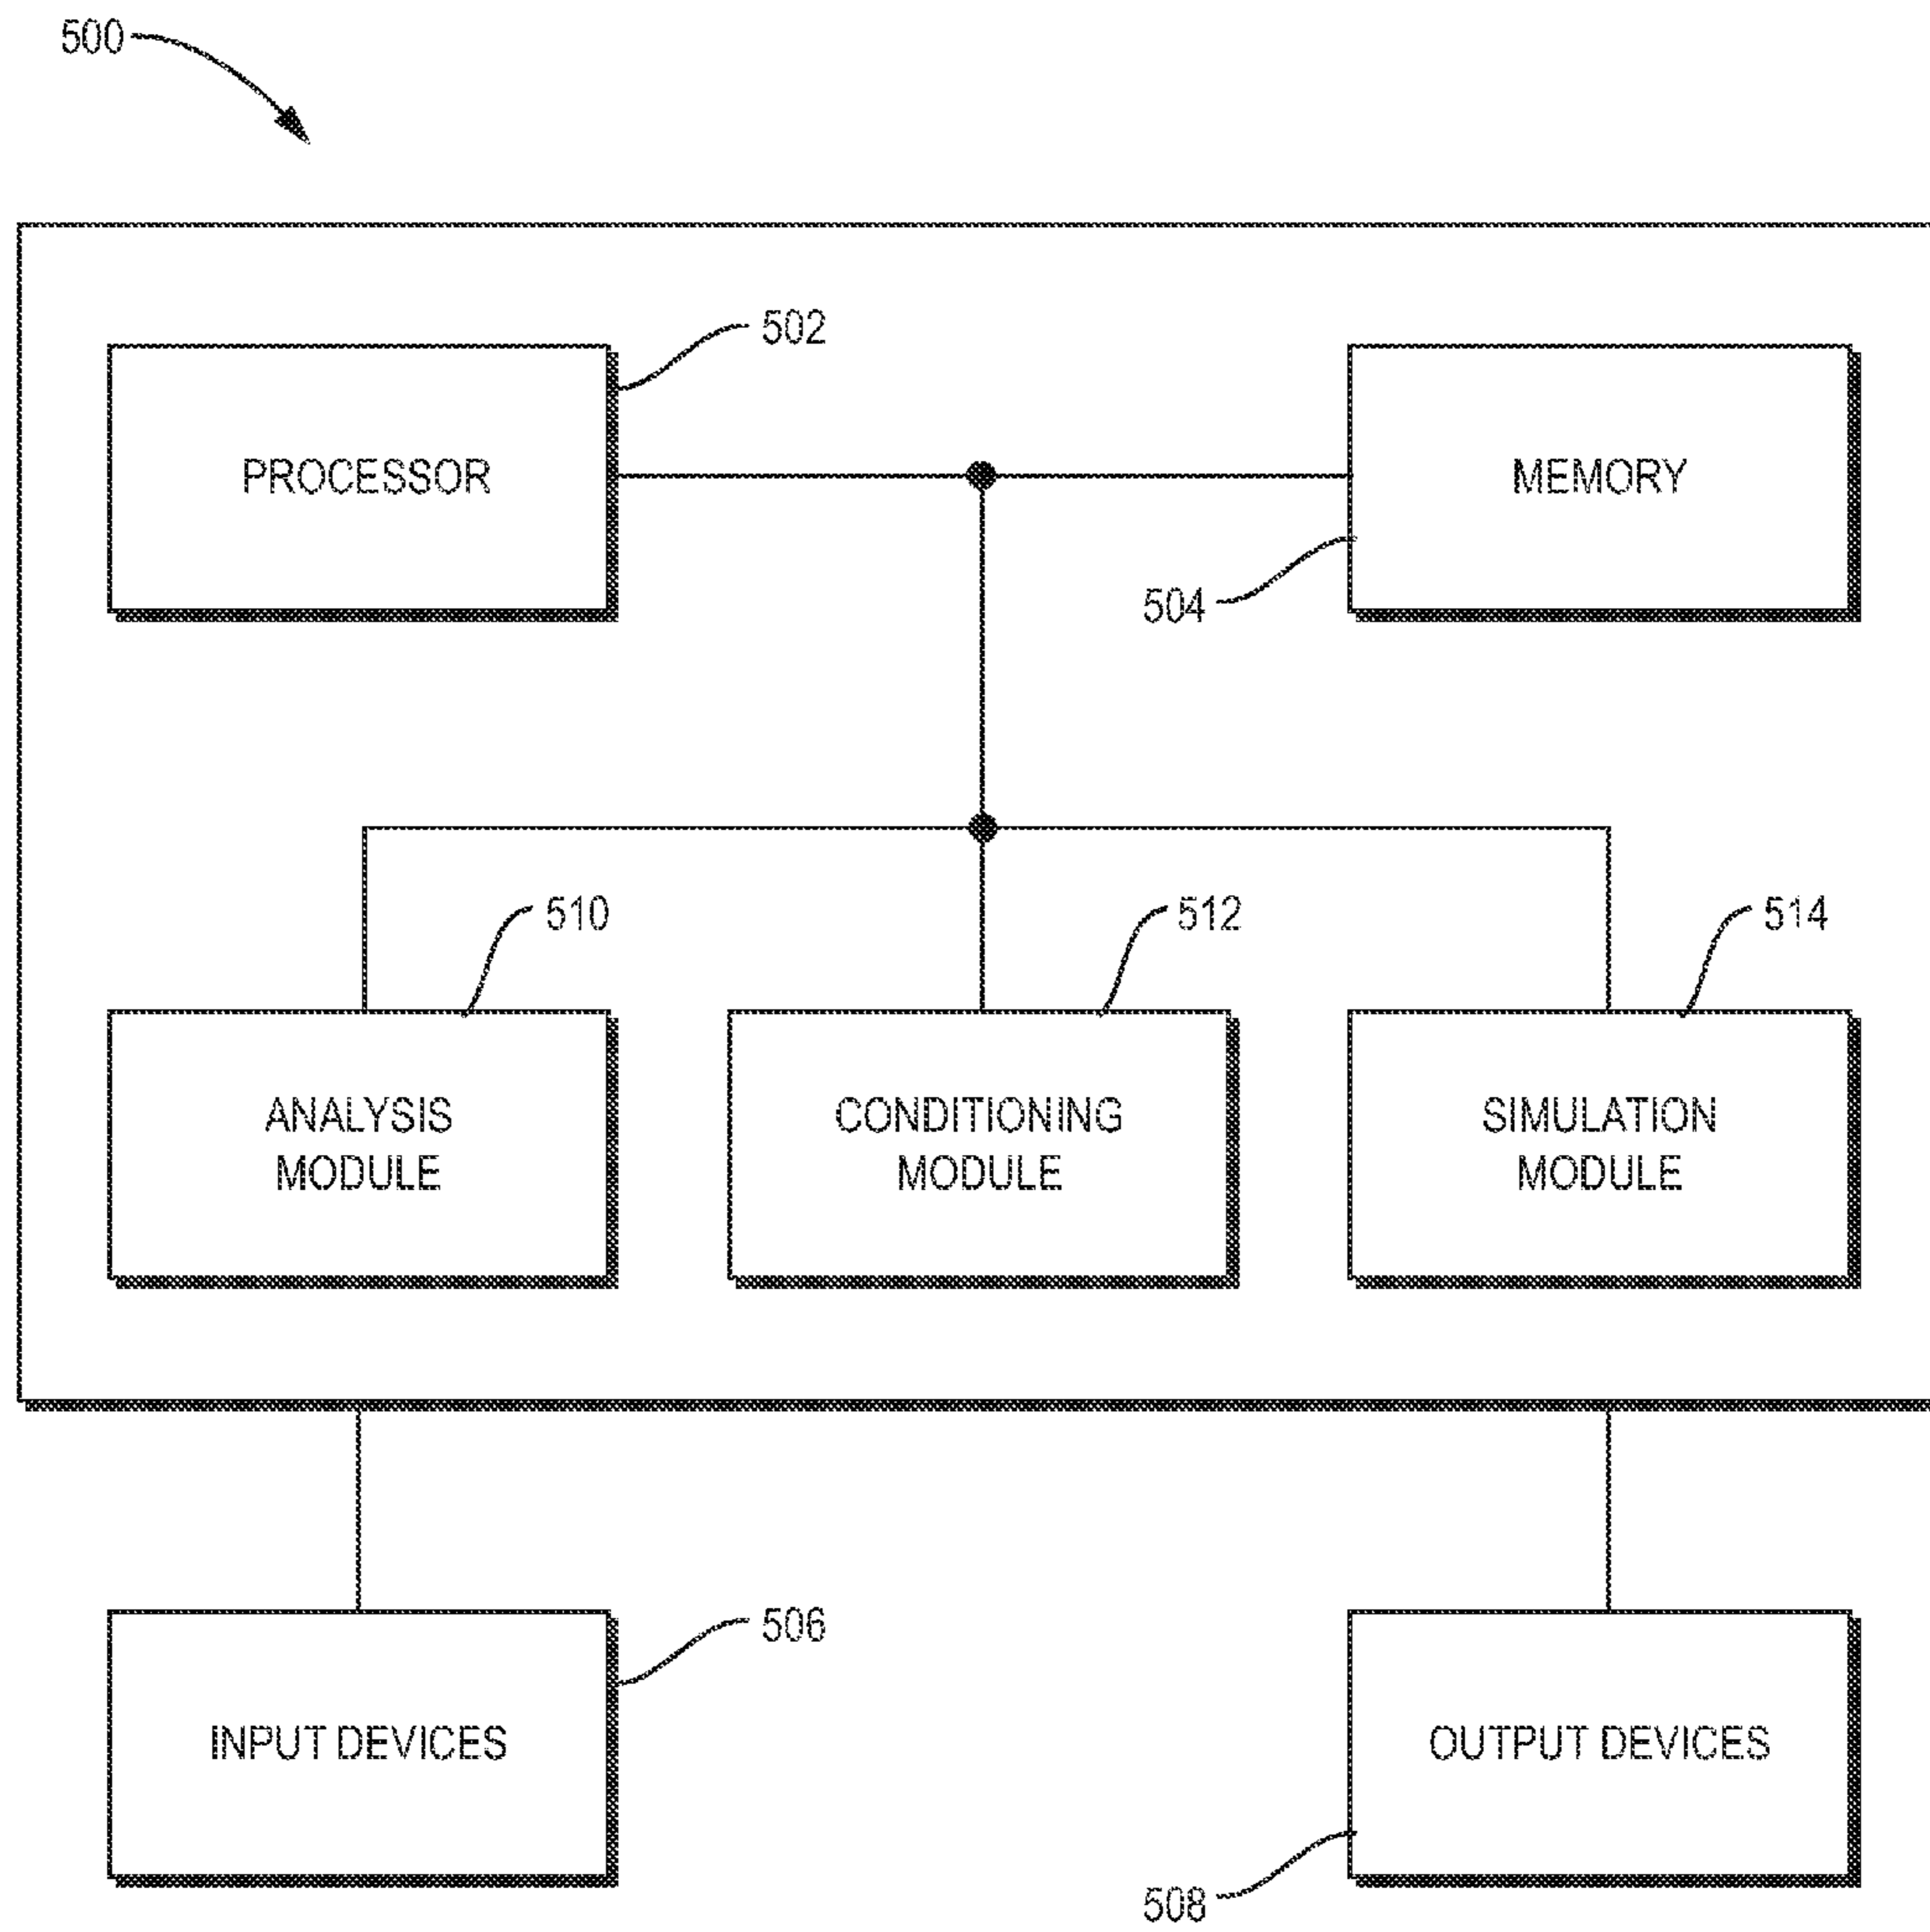 500
502
PROCESSOR
MEMORY
504
510
512
514
ANALYSIS
MODULE
CONDITIONING
MODULE
SIMULATION
MODULE
506
INPUT DEVICES
OUTPUT DEVICES
508